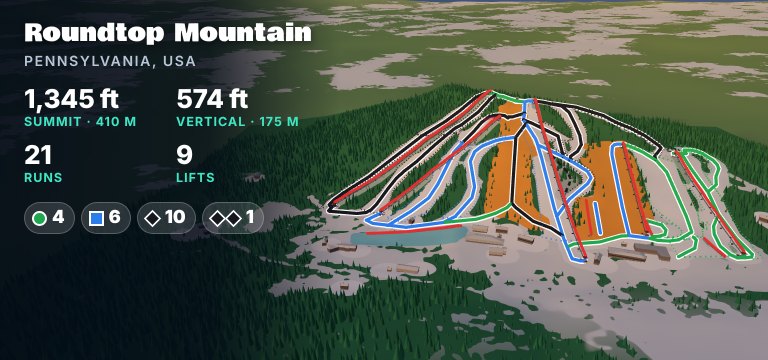 Roundtop Mountain
PENNSYLVANIA, USA
1,345 ft 574 ft
SUMMIT · 410 M VERTICAL · 175 M
21 9
RUNS LIFTS
4 6 10 1